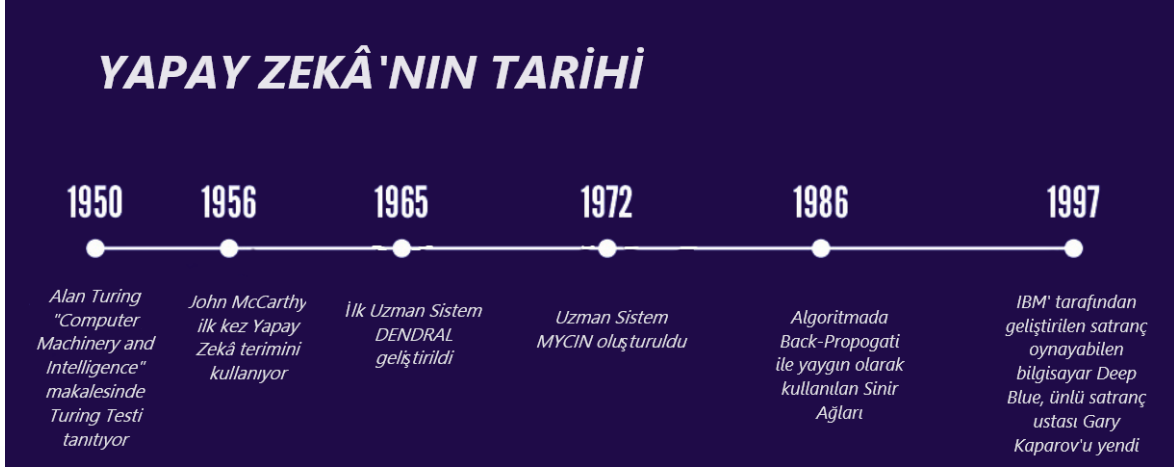 YAPAY ZEKÂ'NIN TARİHİ
1950
Alan Turing
"Computer
Machinery and
Intelligence"
makalesinde
Turing Testi
tanıtıyor
1956
John McCarthy
ilk kez Yapay
Zekâ terimini
kullanıyor
1965
İlk Uzman Sistem
DENDRAL
geliştirildi
1972
Uzman Sistem
MYCIN oluşturuldu
1986
Algoritmada
Back-Propogati
ile yaygın olarak
kullanılan Sinir
Ağları
1997
IBM' tarafından
geliştirilen satranç
oynayabilen
bilgisayar Deep
Blue, ünlü satranç
ustası Gary
Kaparov'u yendi